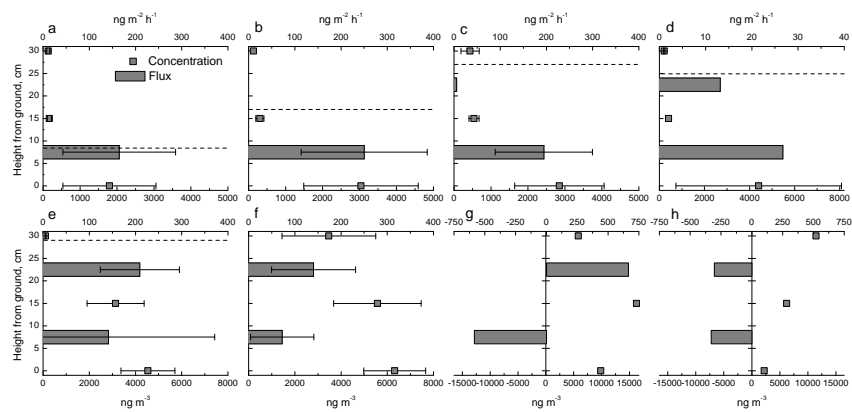 ng m⁻² h⁻¹ ng m⁻² h⁻¹ ng m⁻² h⁻¹ ng m⁻² h⁻¹
0 100 200 300 400 0 100 200 300 400 0 100 200 300 400 0 10 20 30 40
a b c d
Concentration
Flux
30
25
20
15
10
5
0
Height from ground, cm
0 1000 2000 3000 4000 5000 0 1000 2000 3000 4000 5000 0 1000 2000 3000 4000 5000 0 2000 4000 6000 8000
0 100 200 300 400 0 100 200 300 400 -750 -500 -250 0 250 500 750 -750 -500 -250 0 250 500 750
e f g h
30
25
20
15
10
5
0
Height from ground, cm
0 2000 4000 6000 8000 0 2000 4000 6000 8000 -15000 -10000 -5000 0 5000 10000 15000 -15000 -10000 -5000 0 5000 10000 15000
ng m⁻³ ng m⁻³ ng m⁻³ ng m⁻³